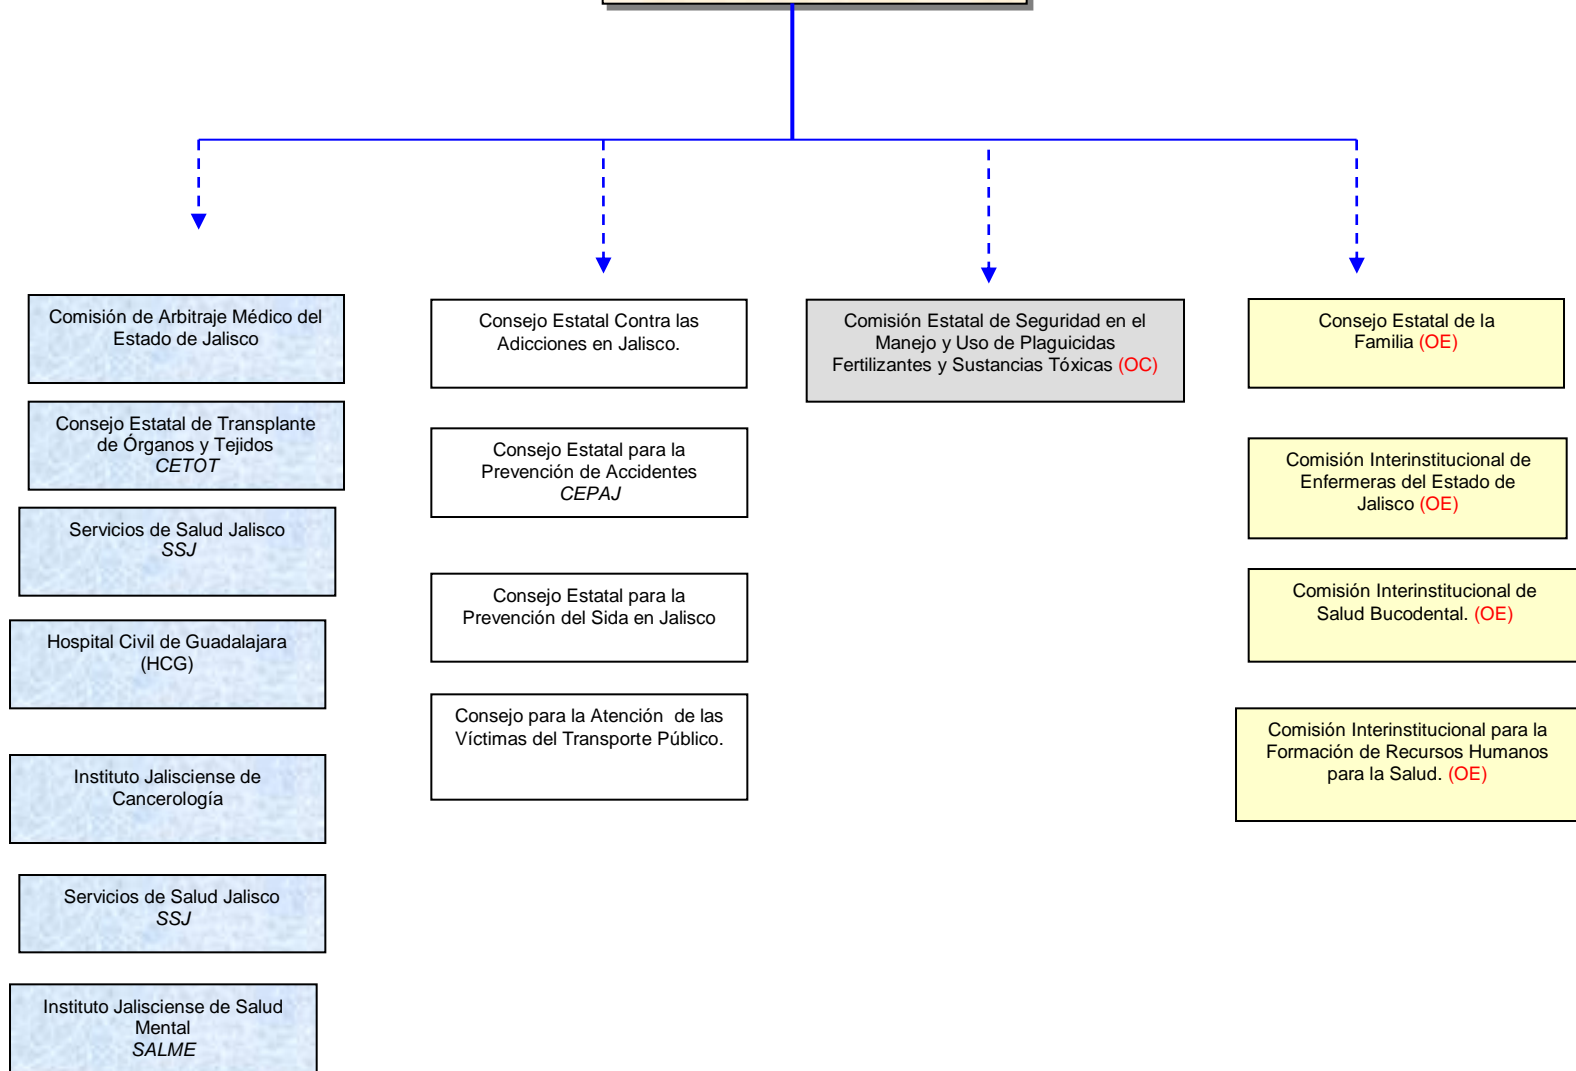 Comisión de Arbitraje Médico del
Estado de Jalisco
Consejo Estatal de Transplante
de Órganos y Tejidos
CETOT
Servicios de Salud Jalisco
SSJ
Hospital Civil de Guadalajara
(HCG)
Instituto Jalisciense de
Cancerología
Servicios de Salud Jalisco
SSJ
Instituto Jalisciense de Salud
Mental
SALME
Consejo Estatal Contra las
Adicciones en Jalisco.
Consejo Estatal para la
Prevención de Accidentes
CEPAJ
Consejo Estatal para la
Prevención del Sida en Jalisco
Consejo para la Atención  de las
Víctimas del Transporte Público.
Comisión Estatal de Seguridad en el
Manejo y Uso de Plaguicidas
Fertilizantes y Sustancias Tóxicas (OC)
Consejo Estatal de la
Familia (OE)
Comisión Interinstitucional de
Enfermeras del Estado de
Jalisco (OE)
Comisión Interinstitucional de
Salud Bucodental. (OE)
Comisión Interinstitucional para la
Formación de Recursos Humanos
para la Salud. (OE)